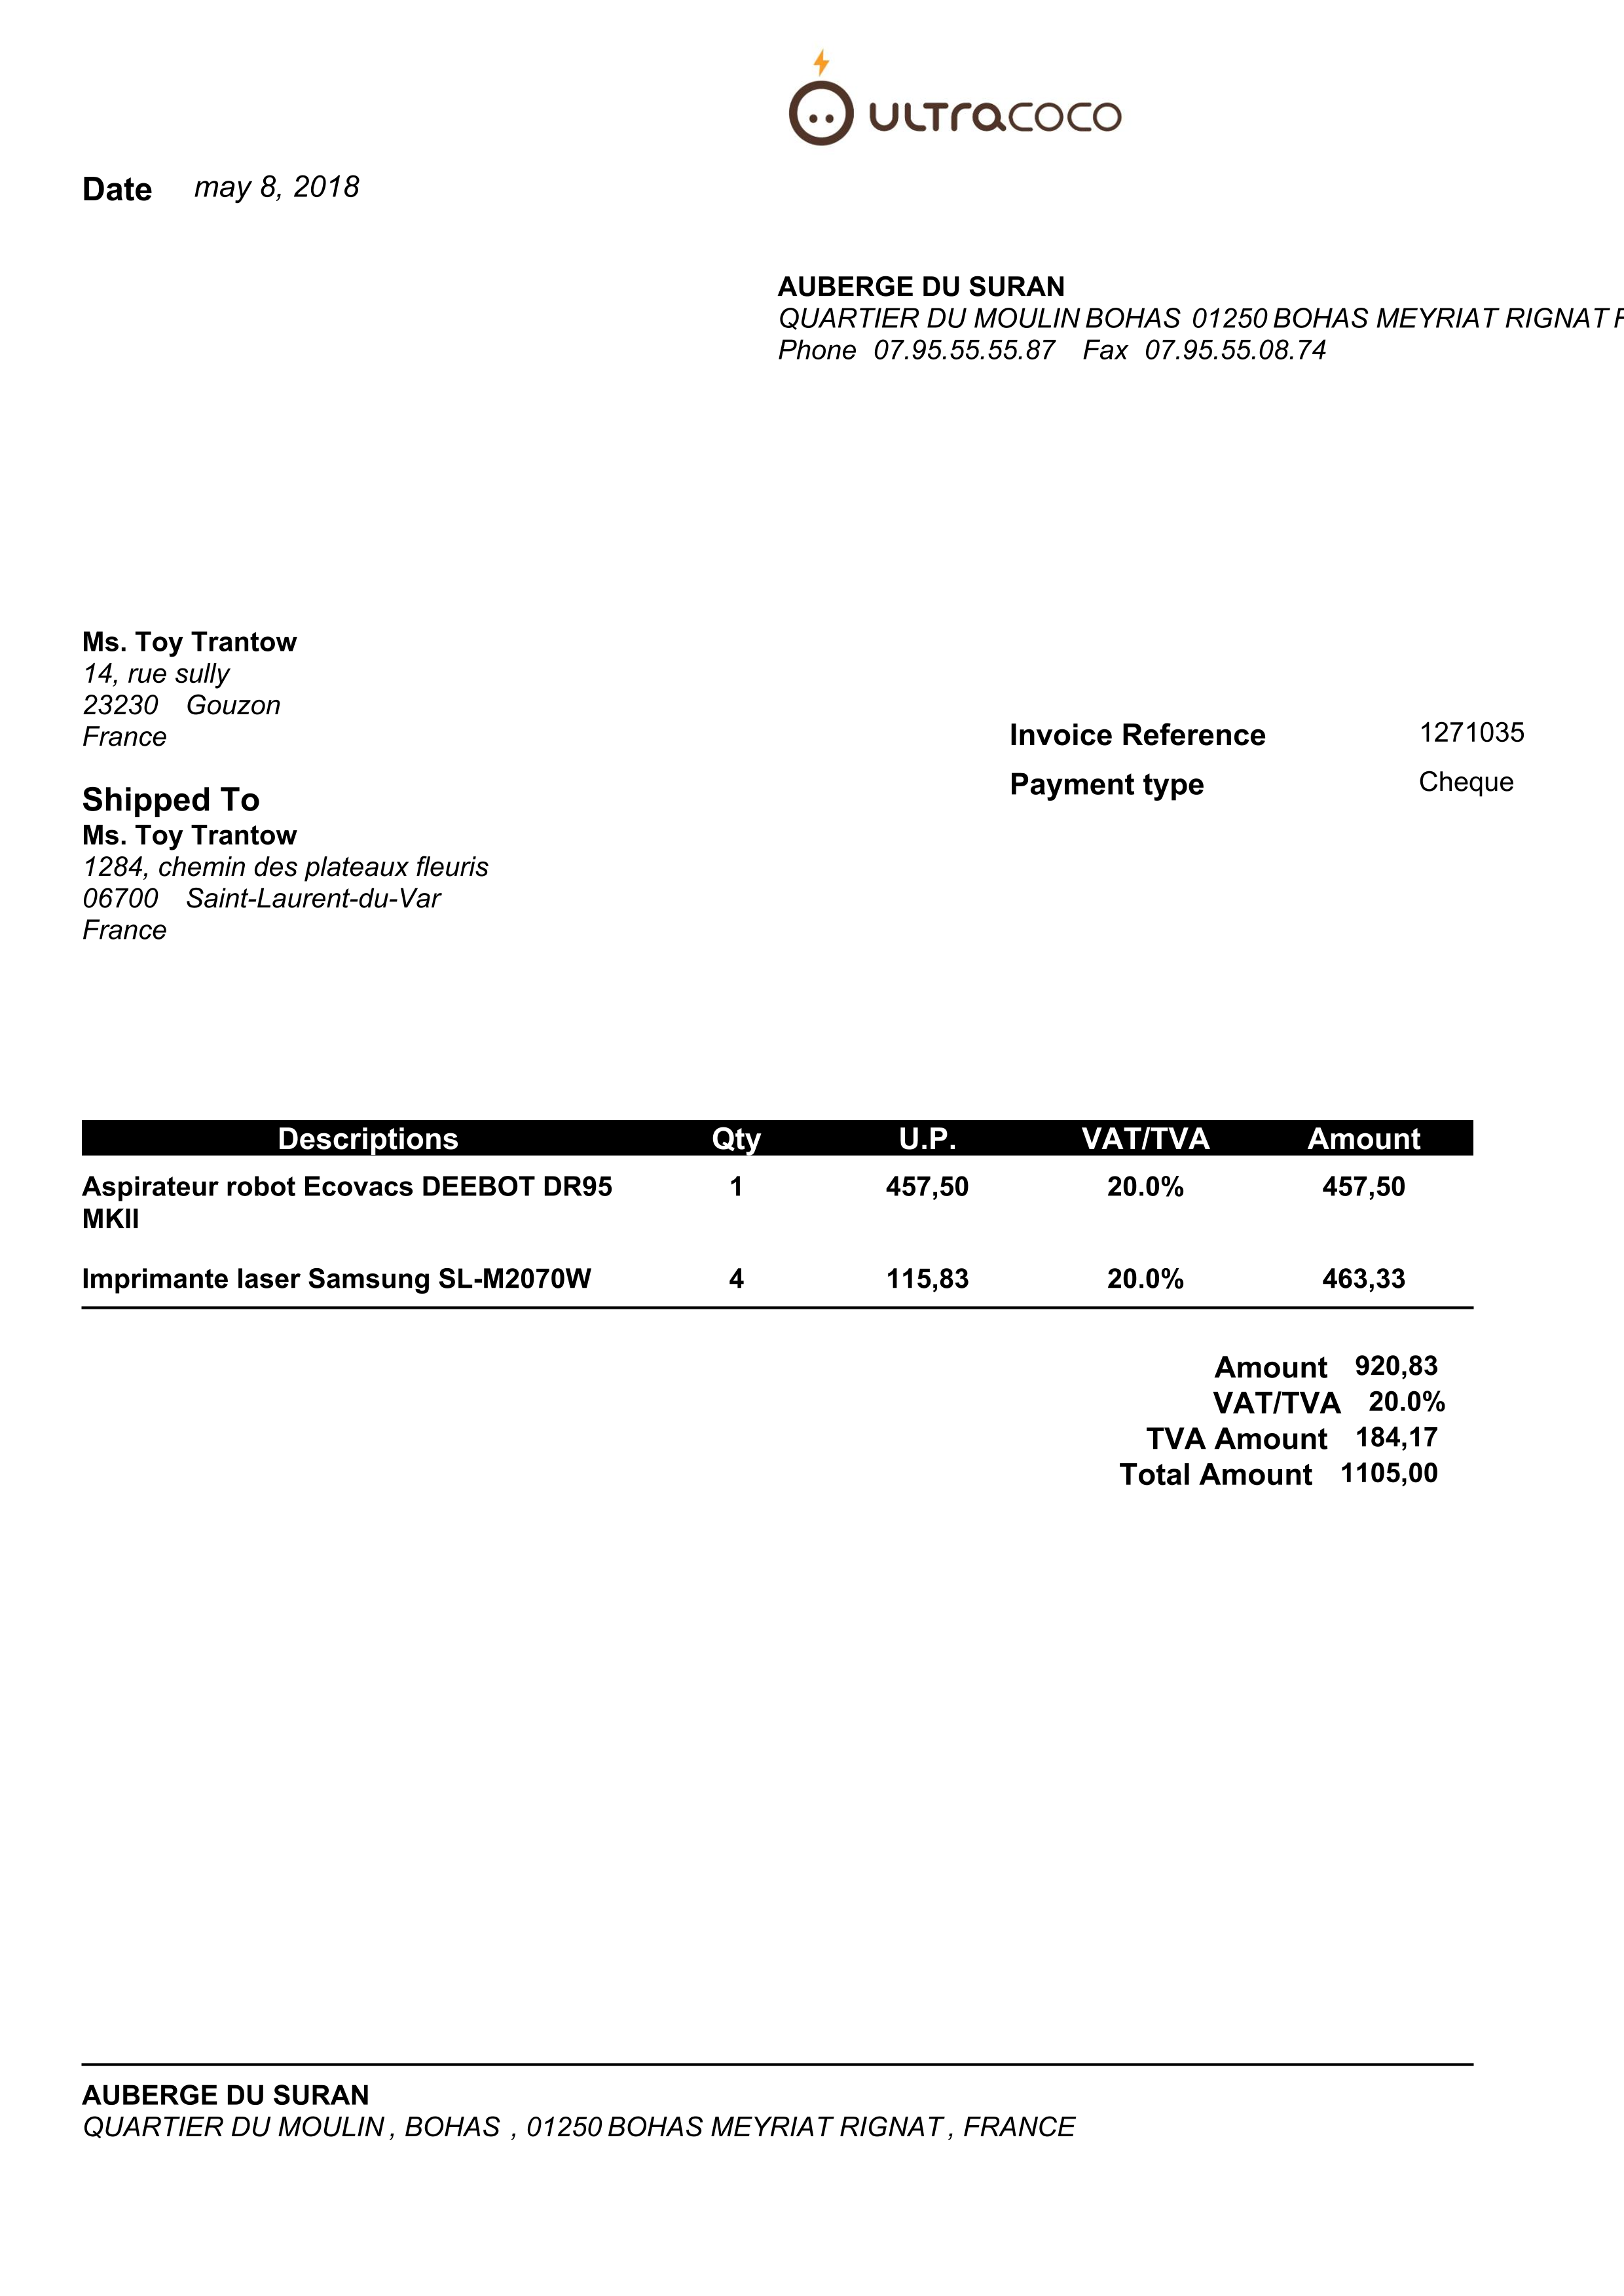 ultracoco
Date may 8, 2018
AUBERGE DU SURAN
QUARTIER DU MOULIN BOHAS 01250 BOHAS MEYRIAT RIGNAT F
Phone 07.95.55.55.87 Fax 07.95.55.08.74
Ms. Toy Trantow
14, rue sully
23230 Gouzon
France
Invoice Reference 1271035
Payment type Cheque
Shipped To
Ms. Toy Trantow
1284, chemin des plateaux fleuris
06700 Saint-Laurent-du-Var
France
Descriptions Qty U.P. VAT/TVA Amount
Aspirateur robot Ecovacs DEEBOT DR95 1 457,50 20.0% 457,50
MKII
Imprimante laser Samsung SL-M2070W 4 115,83 20.0% 463,33
Amount 920,83
VAT/TVA 20.0%
TVA Amount 184,17
Total Amount 1105,00
AUBERGE DU SURAN
QUARTIER DU MOULIN , BOHAS , 01250 BOHAS MEYRIAT RIGNAT , FRANCE